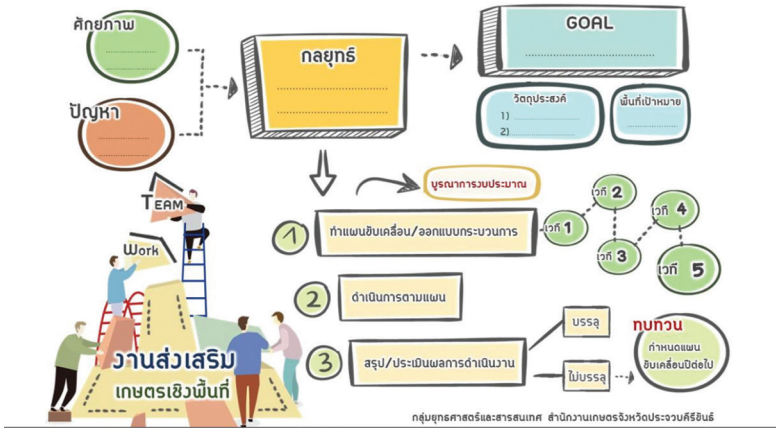 ศักยภาพ
ปัญหา
กลยุทธ์
GOAL
วัตถุประสงค์
1)
2)
พื้นที่เป้าหมาย
บูรณาการงบประมาณ
1
ทำแผนขับเคลื่อน/ออกแบบกระบวนการ
เวที 1
เวที 2
เวที 3
เวที 4
เวที 5
2
ดำเนินการตามแผน
3
สรุป/ประเมินผลการดำเนินงาน
บรรลุ
ไม่บรรลุ
ทบทวน
กำหนดแผน
ขับเคลื่อนปีต่อไป
TEAM
Work
งานส่งเสริม
เกษตรเชิงพื้นที่
กลุ่มยุทธศาสตร์และสารสนเทศ สำนักงานเกษตรจังหวัดประจวบคีรีขันธ์